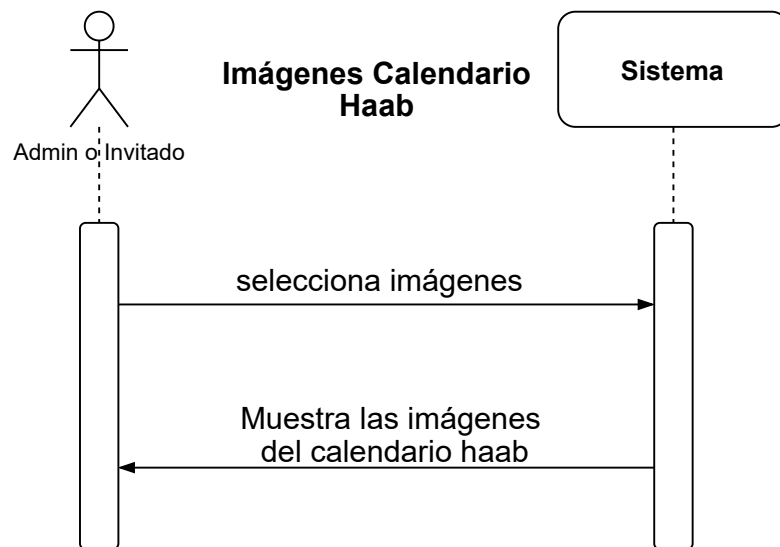 Imágenes Calendario
Haab
Sistema
Admin o Invitado
selecciona imágenes
Muestra las imágenes
del calendario haab